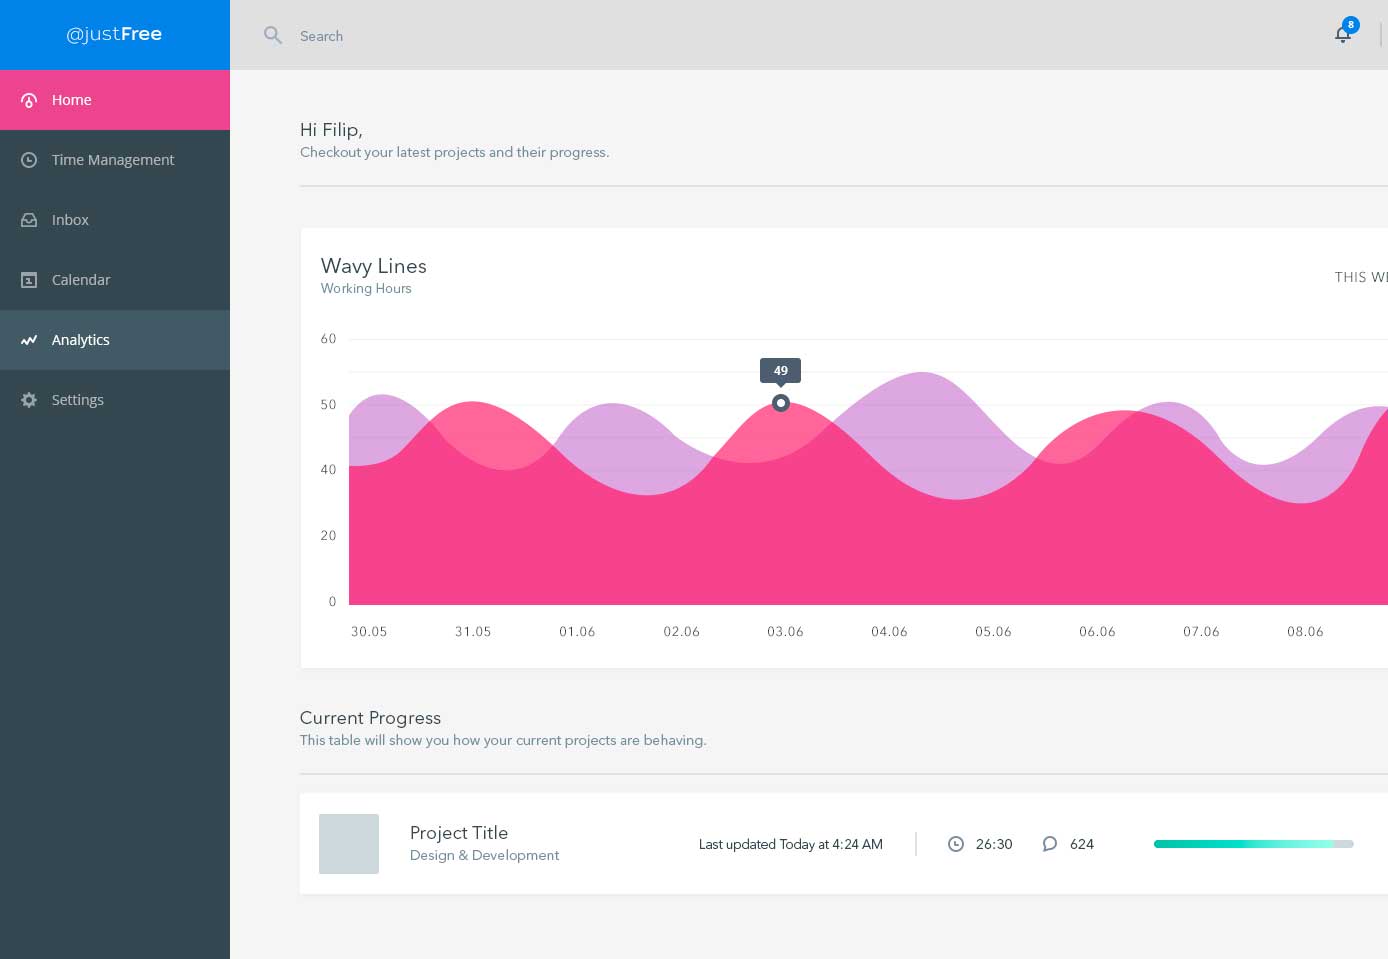 @justFree
Search
8
Home
Time Management
Inbox
Calendar
Analytics
Settings
Hi Filip,
Checkout your latest projects and their progress.
Wavy Lines
Working Hours
THIS WE
60
50
40
20
0
49
30.05
31.05
01.06
02.06
03.06
04.06
05.06
06.06
07.06
08.06
Current Progress
This table will show you how your current projects are behaving.
Project Title
Design & Development
Last updated Today at 4:24 AM
26:30
624